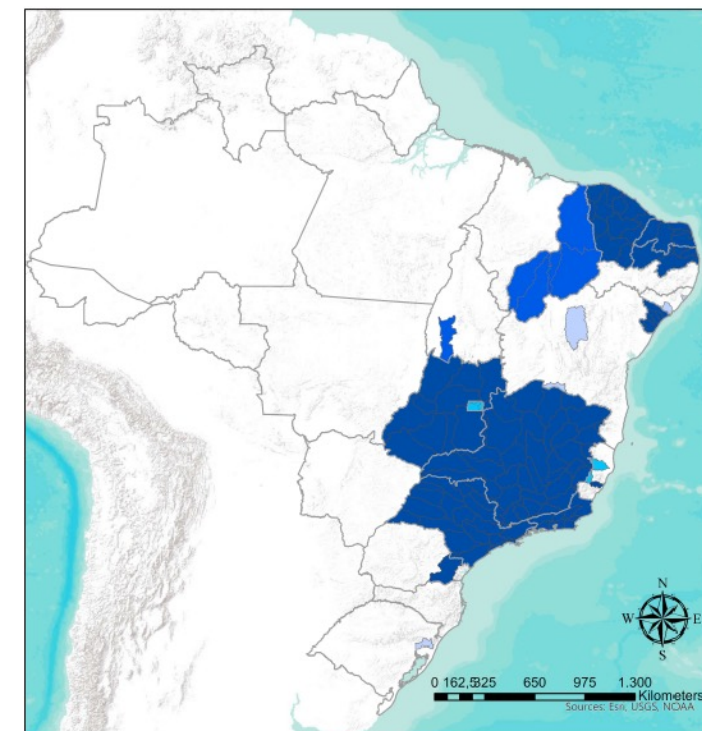 N
W E
S
0 162,5325 650 975 1.300
Kilometers
Sources: Esri, USGS, NOAA